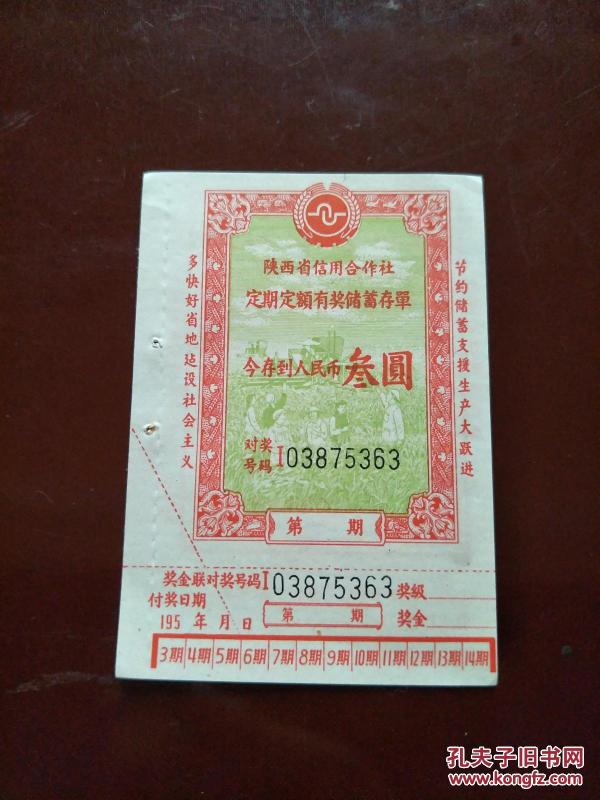 陕西省信用合作社
定期定額有奖储蓄存單
今存到人民币叁圓
对奖号码I03875363
第 期
多快好省地建设社会主义
节约储蓄支援生产大跃进
奖金联对奖号码I03875363 奖级
付奖日期 第 期 奖金
195 年 月 日
3期 4期 5期 6期 7期 8期 9期 10期 11期 12期 13期 14期
孔夫子旧书网
www.kongfz.com